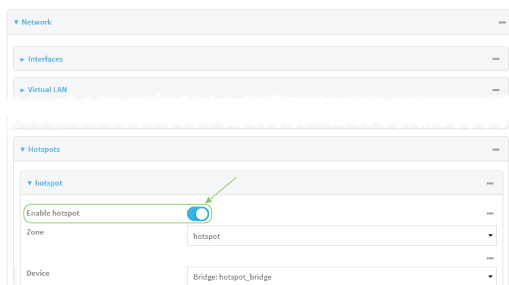 Network
Interfaces
Virtual LAN
Hotspots
hotspot
Enable hotspot
Zone
hotspot
Device
Bridge: hotspot_bridge